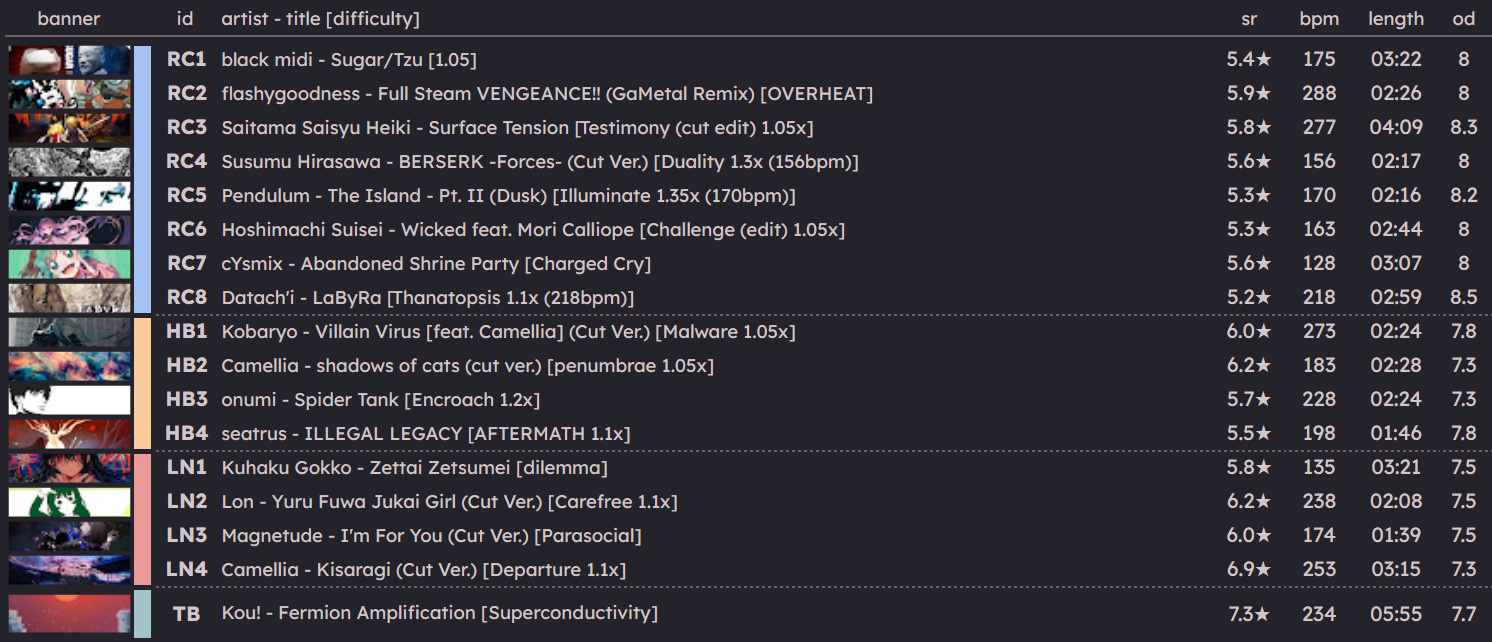 banner id artist - title [difficulty] sr bpm length od
RC1 black midi - Sugar/Tzu [1.05] 5.4★ 175 03:22 8
RC2 flashygoodness - Full Steam VENGEANCE!! (GaMetal Remix) [OVERHEAT] 5.9★ 288 02:26 8
RC3 Saitama Saisyu Heiki - Surface Tension [Testimony (cut edit) 1.05x] 5.8★ 277 04:09 8.3
RC4 Susumu Hirasawa - BERSERK -Forces- (Cut Ver.) [Duality 1.3x (156bpm)] 5.6★ 156 02:17 8
RC5 Pendulum - The Island - Pt. II (Dusk) [Illuminate 1.35x (170bpm)] 5.3★ 170 02:16 8.2
RC6 Hoshimachi Suisei - Wicked feat. Mori Calliope [Challenge (edit) 1.05x] 5.3★ 163 02:44 8
RC7 cYsmix - Abandoned Shrine Party [Charged Cry] 5.6★ 128 03:07 8
RC8 Datach'i - LaByRa [Thanatopsis 1.1x (218bpm)] 5.2★ 218 02:59 8.5
HB1 Kobaryo - Villain Virus [feat. Camellia] (Cut Ver.) [Malware 1.05x] 6.0★ 273 02:24 7.8
HB2 Camellia - shadows of cats (cut ver.) [penumbrae 1.05x] 6.2★ 183 02:28 7.3
HB3 onumi - Spider Tank [Encroach 1.2x] 5.7★ 228 02:24 7.3
HB4 seatrus - ILLEGAL LEGACY [AFTERMATH 1.1x] 5.5★ 198 01:46 7.8
LN1 Kuhaku Gokko - Zettai Zetsumei [dilemma] 5.8★ 135 03:21 7.5
LN2 Lon - Yuru Fuwa Jukai Girl (Cut Ver.) [Carefree 1.1x] 6.2★ 238 02:08 7.5
LN3 Magnetude - I'm For You (Cut Ver.) [Parasocial] 6.0★ 174 01:39 7.5
LN4 Camellia - Kisaragi (Cut Ver.) [Departure 1.1x] 6.9★ 253 03:15 7.3
TB Kou! - Fermion Amplification [Superconductivity] 7.3★ 234 05:55 7.7